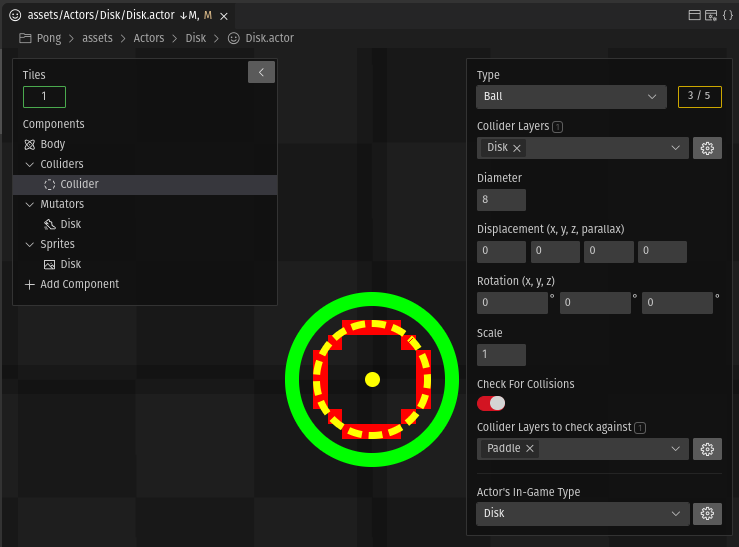 assets/Actors/Disk/Disk.actor ↓M, M
Pong > assets > Actors > Disk > Disk.actor
Tiles
1
Components
Body
Colliders
Collider
Mutators
Disk
Sprites
Disk
Add Component
Type
Ball
3 / 5
Collider Layers 1
Disk
Diameter
8
Displacement (x, y, z, parallax)
0 0 0 0
Rotation (x, y, z)
0 ° 0 ° 0 °
Scale
1
Check For Collisions
Collider Layers to check against 1
Paddle
Actor's In-Game Type
Disk